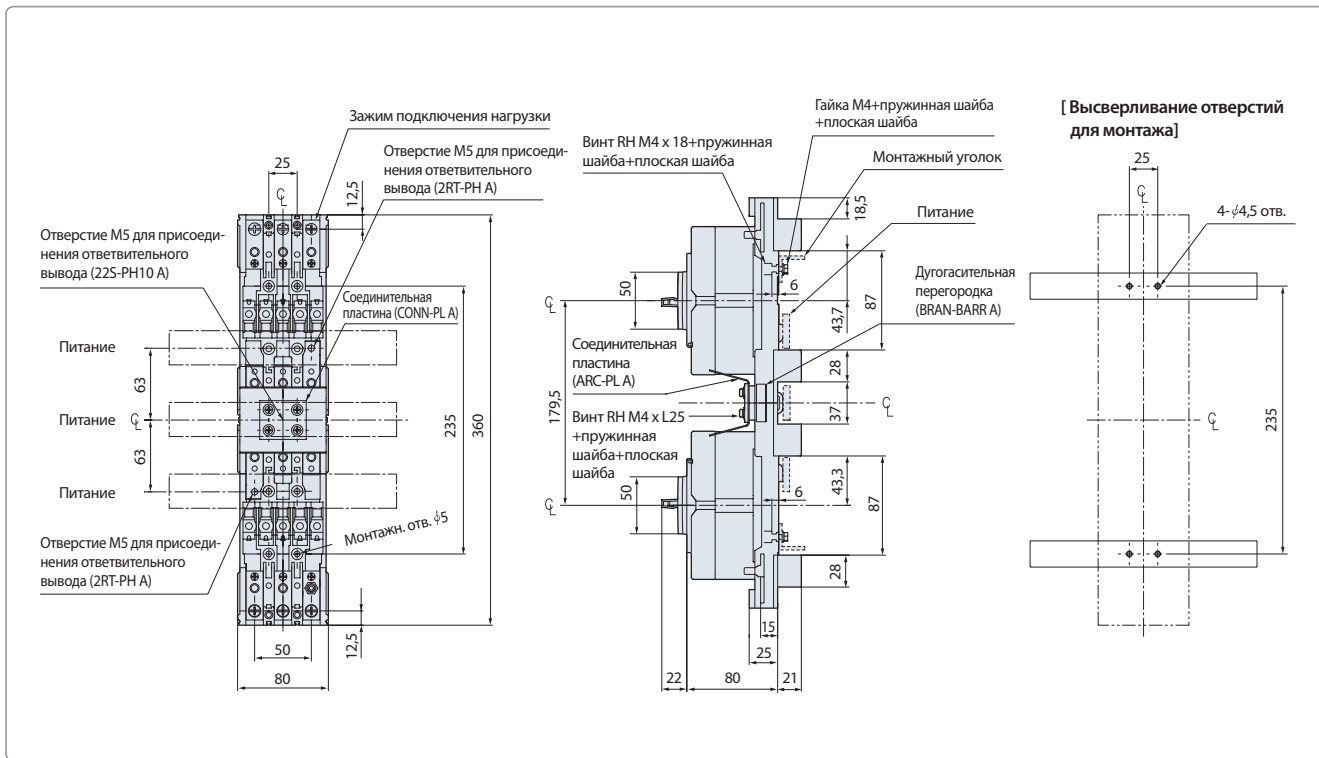 Зажим подключения нагрузки
Отверстие М5 для присоеди-
нения ответвительного
вывода (2RT-PH A)
25
12,5
Отверстие М5 для присоеди-
нения ответвительного
вывода (22S-PH10 A)
Соединительная
пластина (CONN-PL A)
Питание
63
Питание
63
Питание
235
360
Монтажн. отв. ϕ5
Отверстие М5 для присоеди-
нения ответвительного
вывода (2RT-PH A)
12,5
50
80
Гайка М4+пружинная шайба
+плоская шайба
Винт RH M4 x 18+пружинная
шайба+плоская шайба
Монтажный уголок
18,5
Питание
50
6
43,7
87
Дугогасительная
перегородка
(BRAN-BARR A)
Соединительная
пластина
(ARC-PL A)
28
37
179,5
Винт RH M4 x L25
+пружинная
шайба+плоская
шайба
50
6
43,3
87
28
15
25
22
80
21
[ Высверливание отверстий
для монтажа]
25
4-ϕ4,5 отв.
235